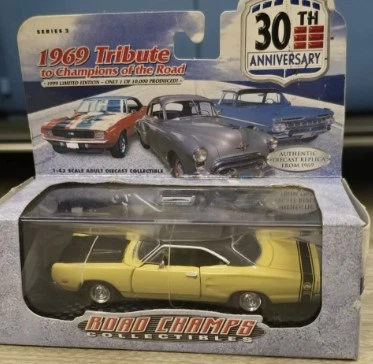 SERIES 3
1969 Tribute
to Champions of the Road
1999 LIMITED EDITION - ONLY 1 OF 10,000 PRODUCED!
30TH
ANNIVERSARY
AUTHENTIC
DIECAST REPLICA
FROM 1969
1:43 SCALE ADULT DIECAST COLLECTIBLE
ROAD CHAMPS
COLLECTIBLES